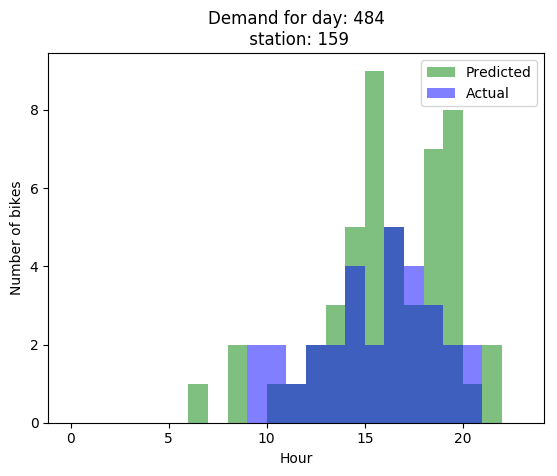 Demand for day: 484
station: 159
Predicted
Actual
Number of bikes
8
6
4
2
0
0 5 10 15 20
Hour